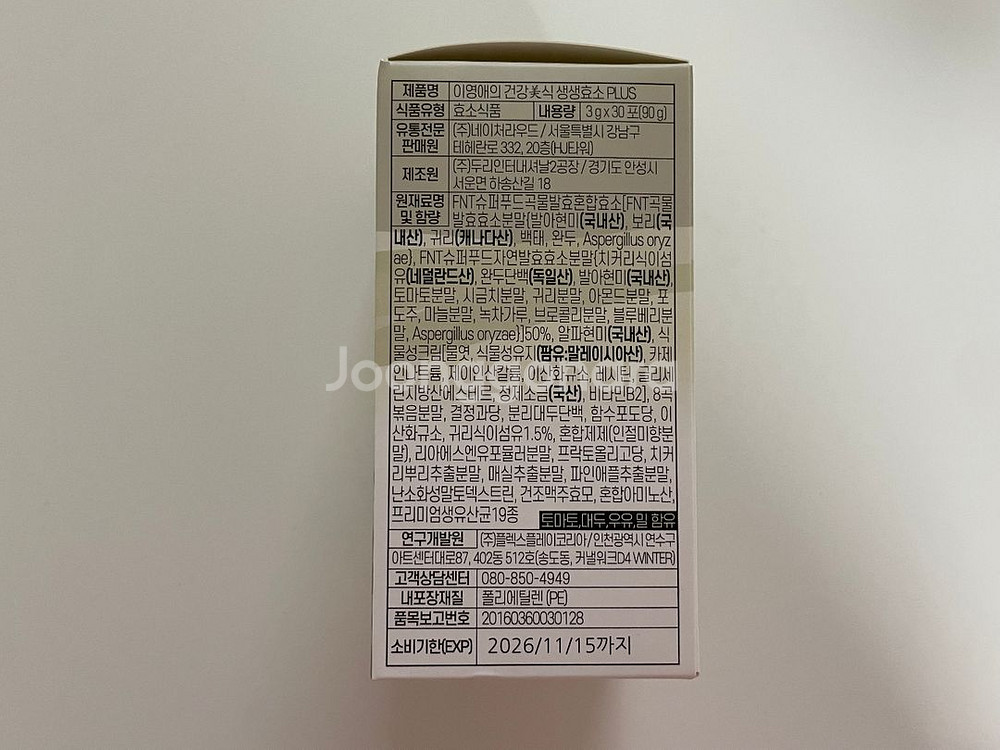 제품명 이영애의 건강美식 생생효소 PLUS
식품유형 효소식품 내용량 3g x 30 포(90g)
유통전문 (주)네이처라우드 / 서울특별시 강남구
판매원 테헤란로 332, 20층(HJ타워)
제조원 (주)두리인터내셔날2공장 / 경기도 안성시
서운면 하송산길 18
원재료명 FNT슈퍼푸드곡물발효혼합효소[FNT곡물
및 함량 발효효소분말{발아현미(국내산), 보리(국
내산), 귀리(캐나다산), 백태, 완두, Aspergillus oryz
ae}, FNT슈퍼푸드자연발효효소분말{치커리식이섬
유(네덜란드산), 완두단백(독일산), 발아현미(국내산),
토마토분말, 시금치분말, 귀리분말, 아몬드분말, 포
도주, 마늘분말, 녹차가루, 브로콜리분말, 블루베리분
말, Aspergillus oryzae}]50%, 알파현미(국내산), 식
물성크림[물엿, 식물성유지(팜유:말레이시아산), 카제
인나트륨, 제이인산칼륨, 이산화규소, 레시틴, 글리세
린지방산에스테르, 정제소금(국산), 비타민B2], 8곡
볶음분말, 결정과당, 분리대두단백, 함수포도당, 이
산화규소, 귀리식이섬유1.5%, 혼합제제(인절미향분
말), 리아에스엔유포뮬러분말, 프락토올리고당, 치커
리뿌리추출분말, 매실추출분말, 파인애플추출분말,
난소화성말토덱스트린, 건조맥주효모, 혼합아미노산,
프리미엄생유산균19종 토마토,대두,우유,밀 함유
연구개발원 (주)플렉스플레이코리아/인천광역시 연수구
아트센터대로87, 402동 512호(송도동, 커낼워크D4 WINTER)
고객상담센터 080-850-4949
내포장재질 폴리에틸렌 (PE)
품목보고번호 20160360030128
소비기한(EXP) 2026/11/15까지